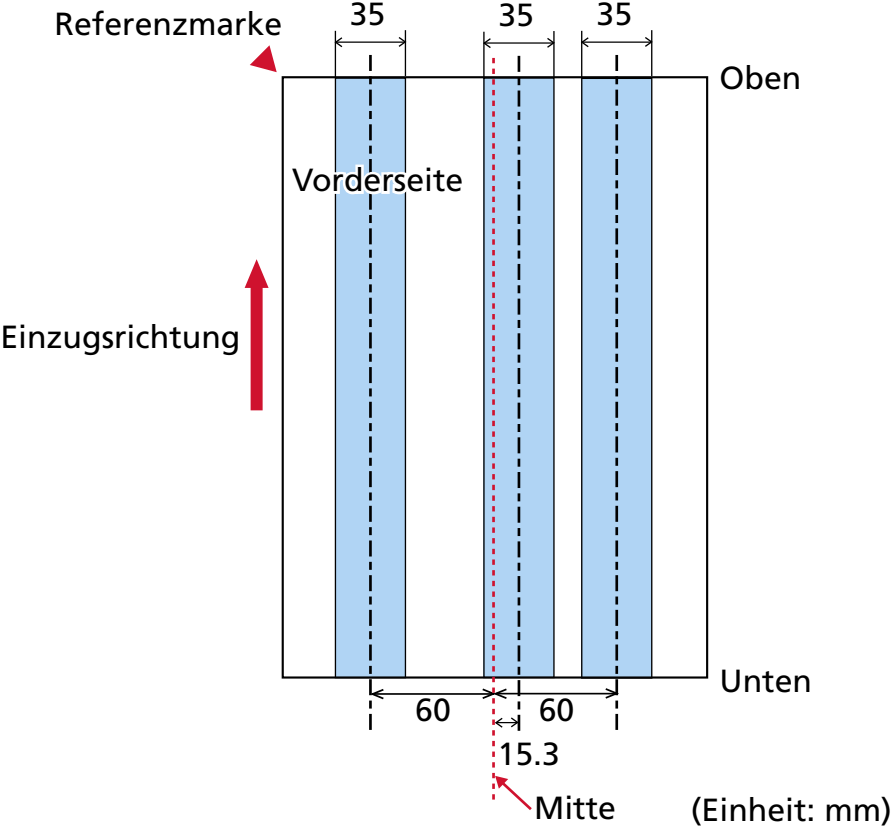 35 35 35
Referenzmarke
Oben
Vorderseite
Einzugsrichtung
Unten
60 60
15.3
Mitte (Einheit: mm)